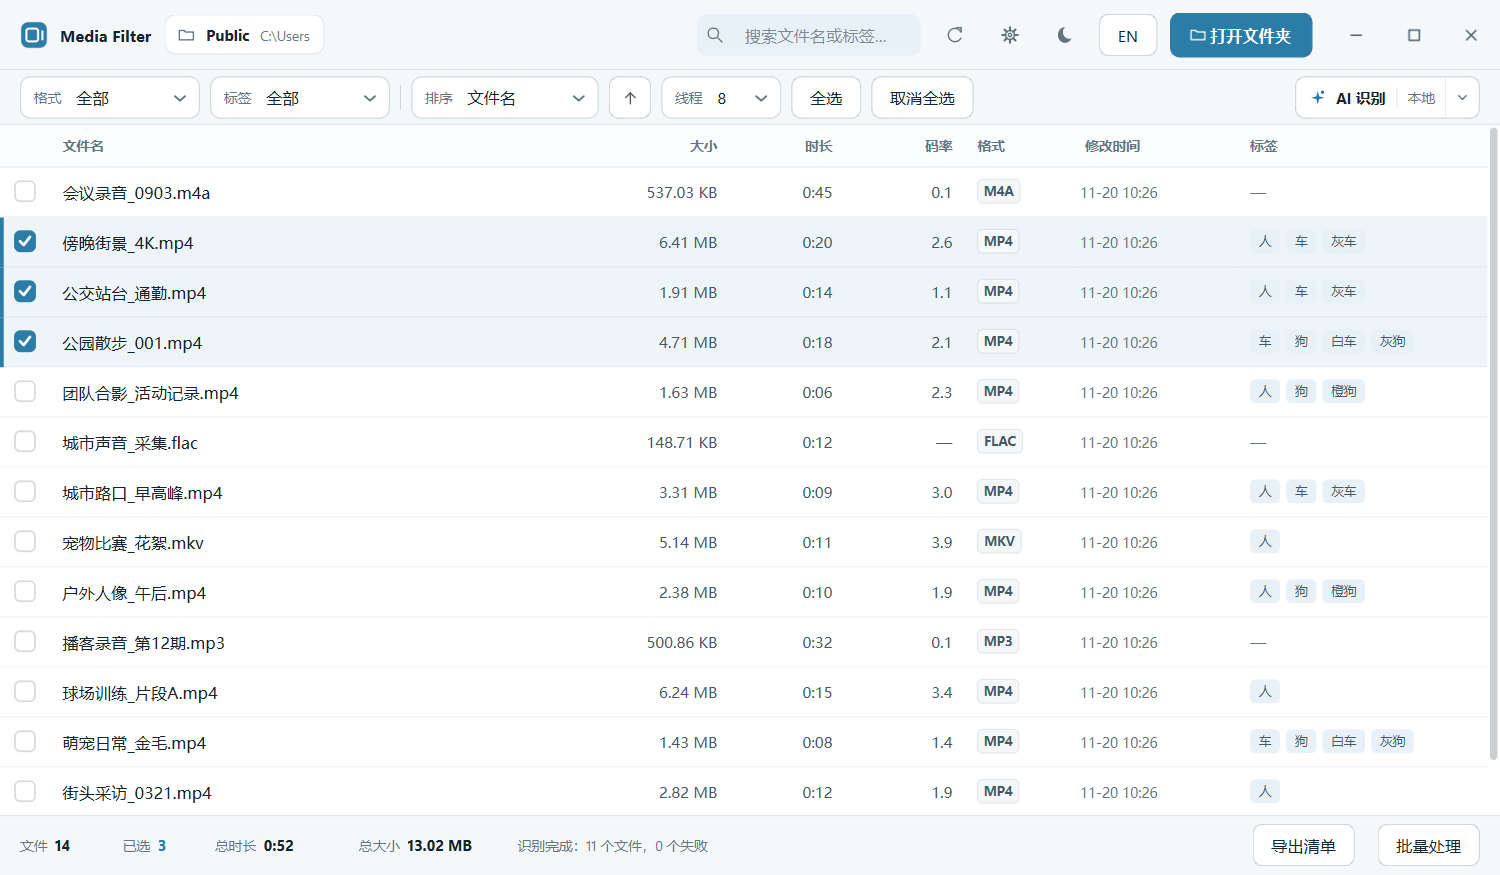 Media Filter Public C:\Users 搜索文件名或标签... EN 打开文件夹
格式 全部 标签 全部 排序 文件名 线程 8 全选 取消全选 AI 识别 本地
文件名 大小 时长 码率 格式 修改时间 标签
会议录音_0903.m4a 537.03 KB 0:45 0.1 M4A 11-20 10:26 —
傍晚街景_4K.mp4 6.41 MB 0:20 2.6 MP4 11-20 10:26 人 车 灰车
公交站台_通勤.mp4 1.91 MB 0:14 1.1 MP4 11-20 10:26 人 车 灰车
公园散步_001.mp4 4.71 MB 0:18 2.1 MP4 11-20 10:26 车 狗 白车 灰狗
团队合影_活动记录.mp4 1.63 MB 0:06 2.3 MP4 11-20 10:26 人 狗 橙狗
城市声音_采集.flac 148.71 KB 0:12 — FLAC 11-20 10:26 —
城市路口_早高峰.mp4 3.31 MB 0:09 3.0 MP4 11-20 10:26 人 车 灰车
宠物比赛_花絮.mkv 5.14 MB 0:11 3.9 MKV 11-20 10:26 人
户外人像_午后.mp4 2.38 MB 0:10 1.9 MP4 11-20 10:26 人 狗 橙狗
播客录音_第12期.mp3 500.86 KB 0:32 0.1 MP3 11-20 10:26 —
球场训练_片段A.mp4 6.24 MB 0:15 3.4 MP4 11-20 10:26 人
萌宠日常_金毛.mp4 1.43 MB 0:08 1.4 MP4 11-20 10:26 车 狗 白车 灰狗
街头采访_0321.mp4 2.82 MB 0:12 1.9 MP4 11-20 10:26 人
文件 14 已选 3 总时长 0:52 总大小 13.02 MB 识别完成：11 个文件，0 个失败 导出清单 批量处理